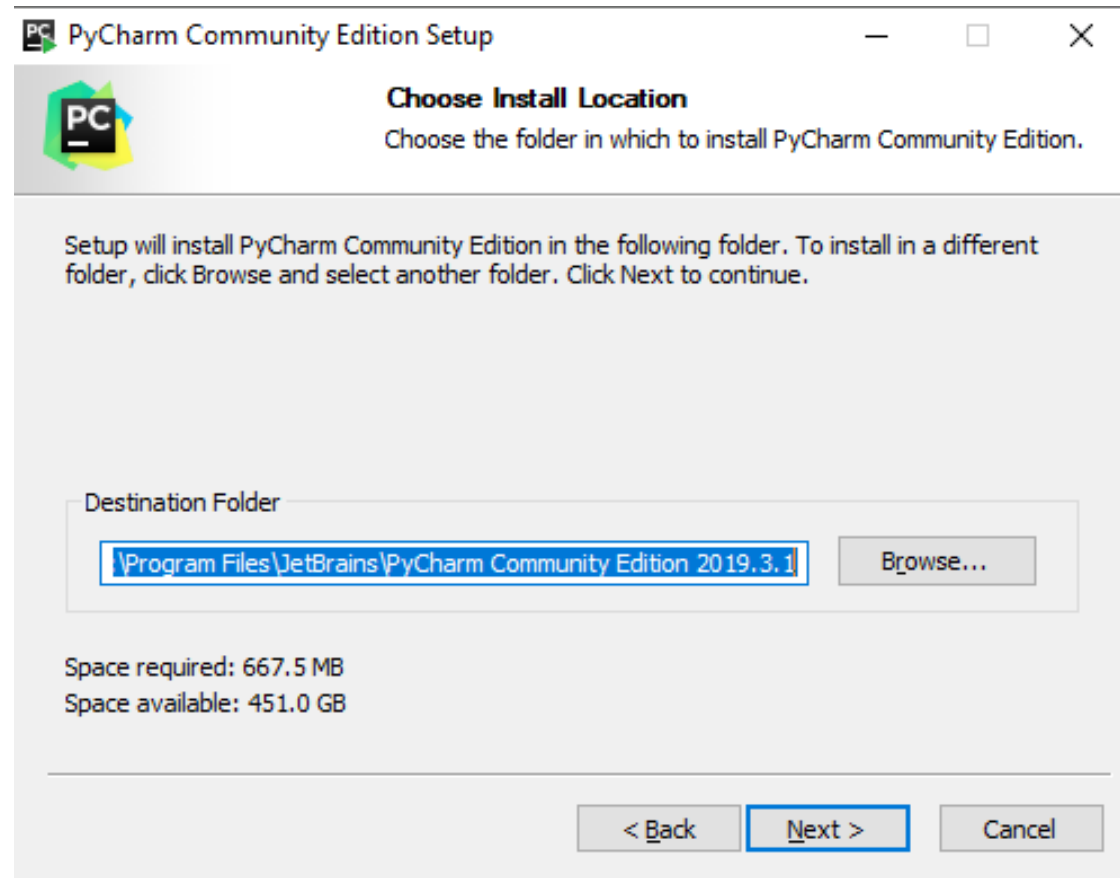 PyCharm Community Edition Setup
PC
Choose Install Location
Choose the folder in which to install PyCharm Community Edition.
Setup will install PyCharm Community Edition in the following folder. To install in a different
folder, click Browse and select another folder. Click Next to continue.
Destination Folder
:\Program Files\JetBrains\PyCharm Community Edition 2019.3.1
Browse...
Space required: 667.5 MB
Space available: 451.0 GB
< Back
Next >
Cancel